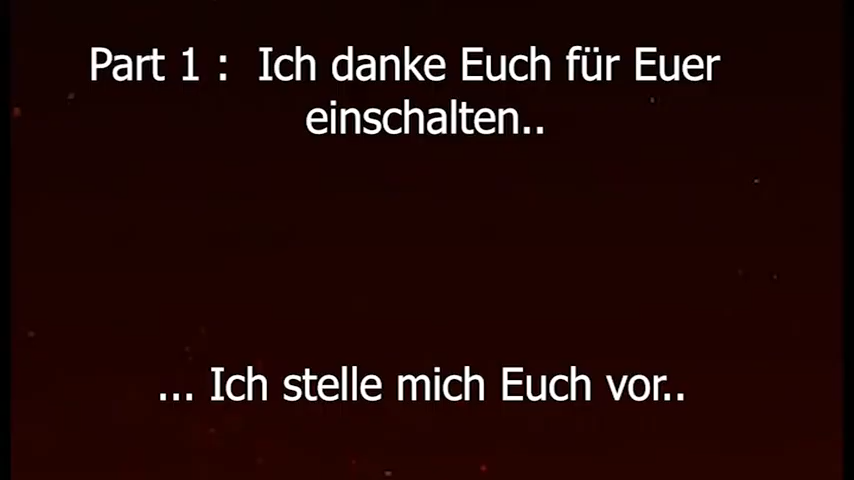 Part 1 :  Ich danke Euch für Euer
einschalten..
... Ich stelle mich Euch vor..